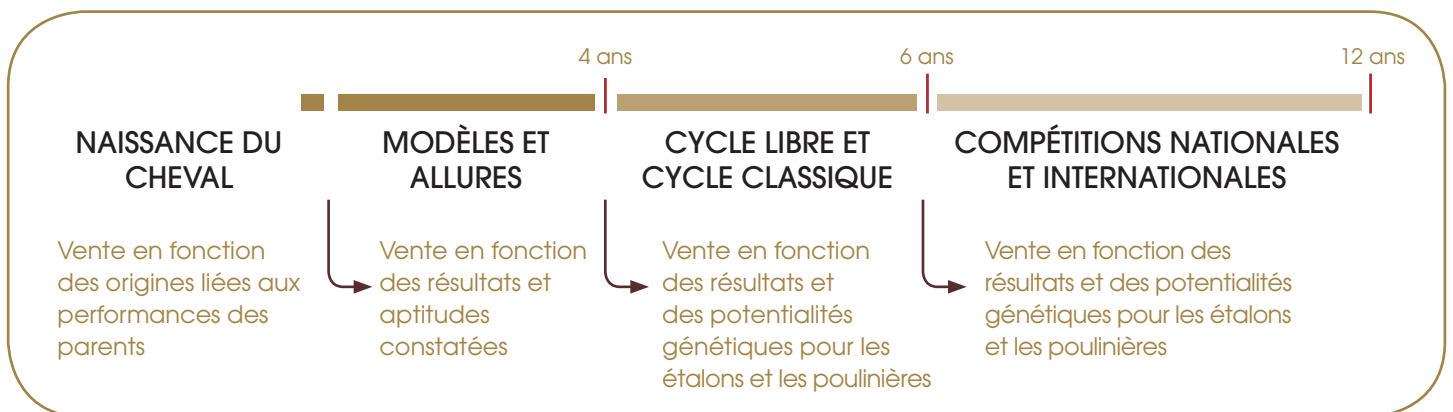 4 ans
6 ans
12 ans
NAISSANCE DU
CHEVAL
MODÈLES ET
ALLURES
CYCLE LIBRE ET
CYCLE CLASSIQUE
COMPÉTITIONS NATIONALES
ET INTERNATIONALES
Vente en fonction
des origines liées aux
performances des
parents
Vente en fonction
des résultats et
aptitudes
constatées
Vente en fonction
des résultats et
des potentialités
génétiques pour les
étalons et les poulinières
Vente en fonction des
résultats et des potentialités
génétiques pour les étalons
et les poulinières